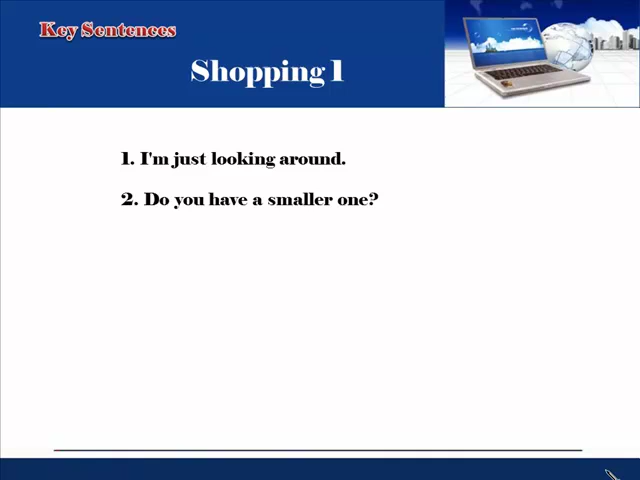 Key Sentences
Shopping 1
1. I'm just looking around.
2. Do you have a smaller one?